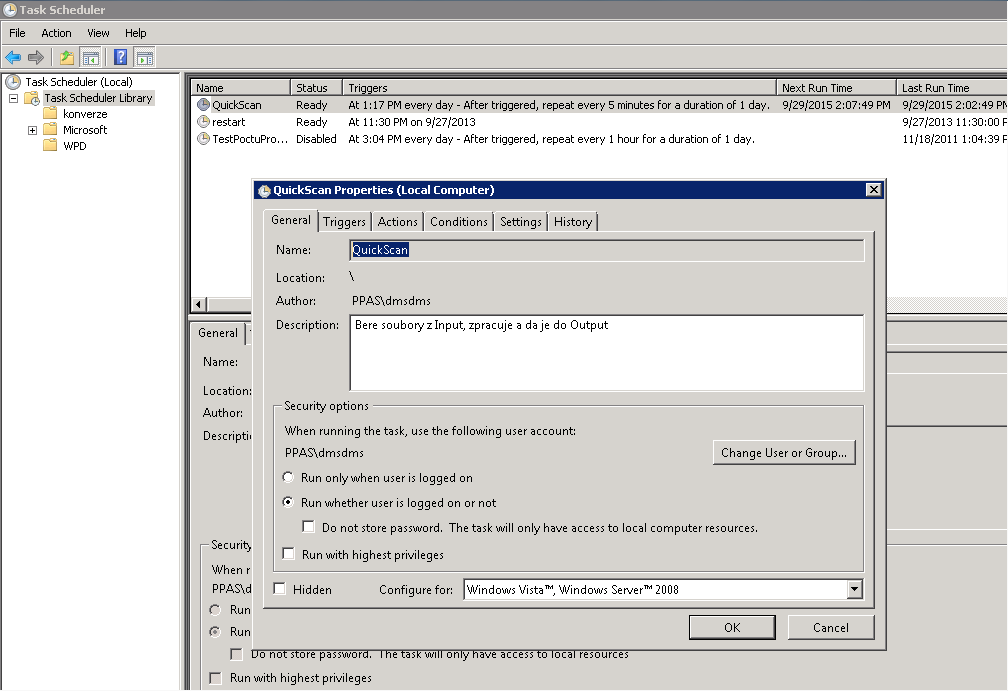 Task Scheduler
File Action View Help
Task Scheduler (Local)
Task Scheduler Library
konverze
Microsoft
WPD
Name Status Triggers Next Run Time Last Run Time
QuickScan Ready At 1:17 PM every day - After triggered, repeat every 5 minutes for a duration of 1 day. 9/29/2015 2:07:49 PM 9/29/2015 2:02:49 PM
restart Ready At 11:30 PM on 9/27/2013 9/27/2013 11:30:00 P
TestPoctuPro... Disabled At 3:04 PM every day - After triggered, repeat every 1 hour for a duration of 1 day. 11/18/2011 1:04:39 P
QuickScan Properties (Local Computer)
General Triggers Actions Conditions Settings History
Name: QuickScan
Location: \
Author: PPAS\dmsdms
Description: Bere soubory z Input, zpracuje a da je do Output
Security options
When running the task, use the following user account:
PPAS\dmsdms
Change User or Group...
Run only when user is logged on
Run whether user is logged on or not
Do not store password. The task will only have access to local computer resources.
Run with highest privileges
Hidden Configure for: Windows Vista™, Windows Server™ 2008
OK Cancel
General
Name:
Location:
Author:
Descripti
Security
When r
PPAS\d
Run
Run
Do not store password. The task will only have access to local resources
Run with highest privileges